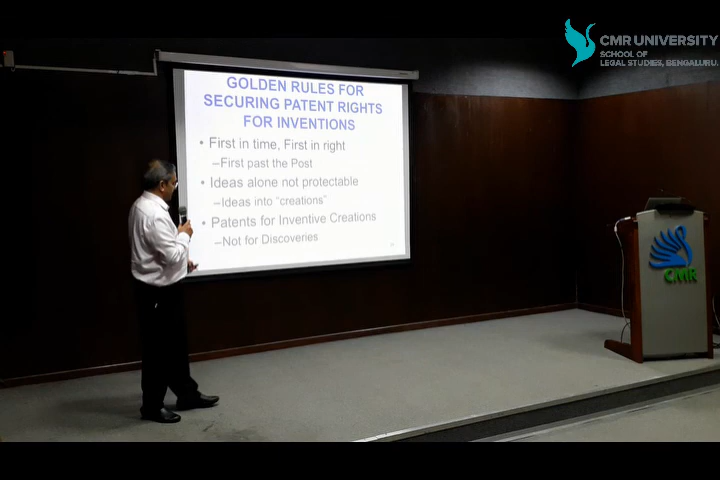 CMR UNIVERSITY
SCHOOL OF
LEGAL STUDIES, BENGALURU.
GOLDEN RULES FOR
SECURING PATENT RIGHTS
FOR INVENTIONS
• First in time, First in right
–First past the Post
• Ideas alone not protectable
–Ideas into “creations”
• Patents for Inventive Creations
–Not for Discoveries
CMR